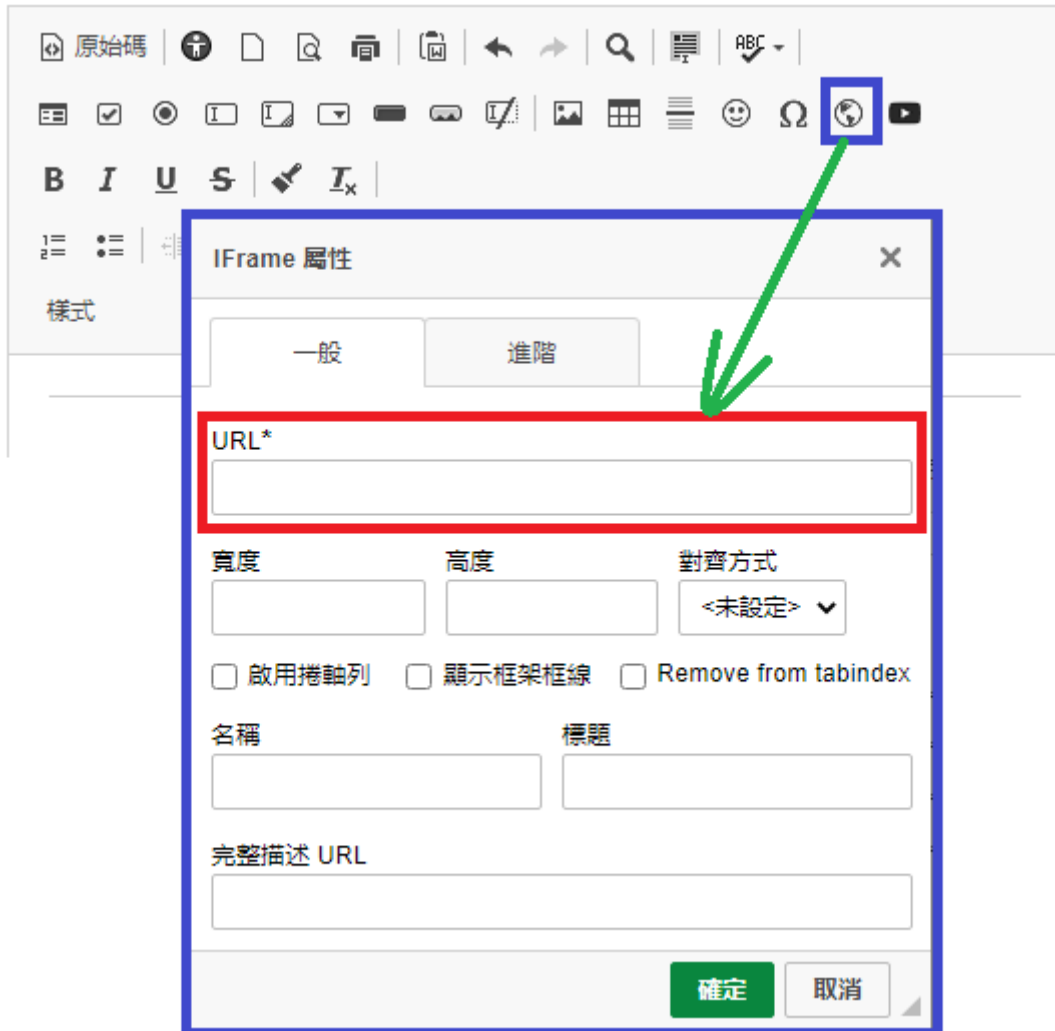 原始碼
ABC
B I U S Ix
樣式
IFrame 屬性
一般 進階
URL*
寬度 高度 對齊方式
<未設定>
啟用捲軸列 顯示框架框線 Remove from tabindex
名稱 標題
完整描述 URL
確定 取消